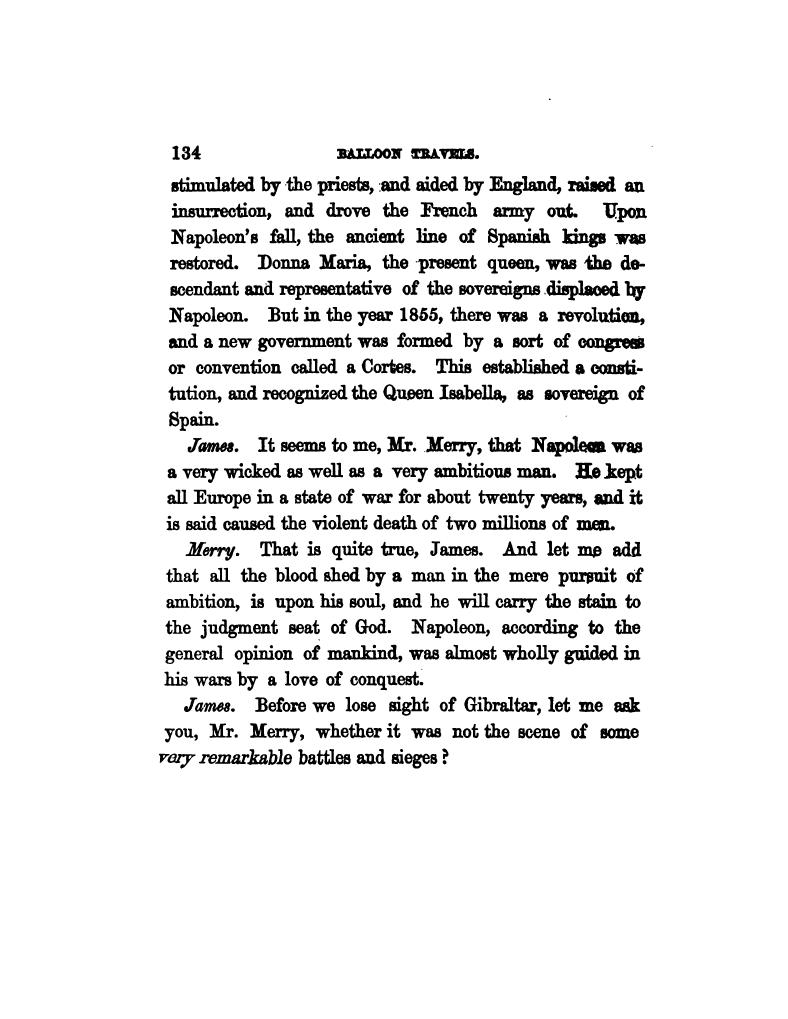 134 BALLOON TRAVELS.
stimulated by the priests, and aided by England, raised an
insurrection, and drove the French army out. Upon
Napoleon's fall, the ancient line of Spanish kings was
restored. Donna Maria, the present queen, was the de-
scendant and representative of the sovereigns displaced by
Napoleon. But in the year 1855, there was a revolution,
and a new government was formed by a sort of congress
or convention called a Cortes. This established a consti-
tution, and recognized the Queen Isabella, as sovereign of
Spain.
James. It seems to me, Mr. Merry, that Napoleon was
a very wicked as well as a very ambitious man. He kept
all Europe in a state of war for about twenty years, and it
is said caused the violent death of two millions of men.
Merry. That is quite true, James. And let me add
that all the blood shed by a man in the mere pursuit of
ambition, is upon his soul, and he will carry the stain to
the judgment seat of God. Napoleon, according to the
general opinion of mankind, was almost wholly guided in
his wars by a love of conquest.
James. Before we lose sight of Gibraltar, let me ask
you, Mr. Merry, whether it was not the scene of some
very remarkable battles and sieges?